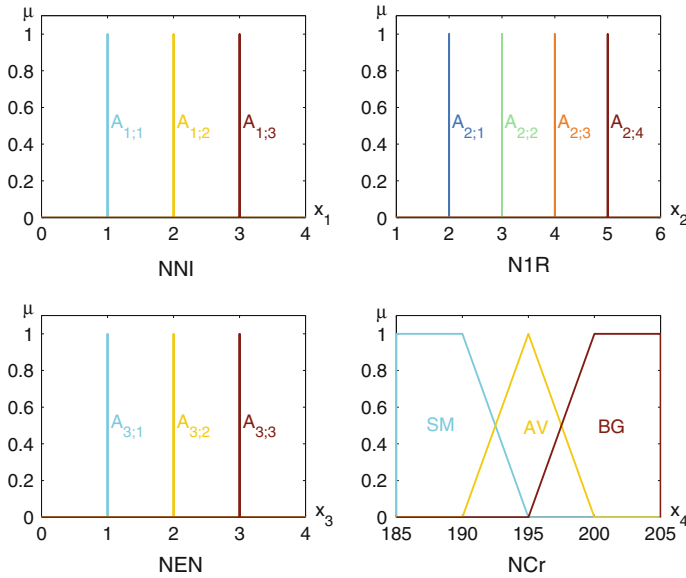 μ
1
0.8
0.6
0.4
0.2
0
A1;1 A1;2 A1;3
0 1 2 3 4 x1
NNI
μ
1
0.8
0.6
0.4
0.2
0
A2;1 A2;2 A2;3 A2;4
1 2 3 4 5 6 x2
N1R
μ
1
0.8
0.6
0.4
0.2
0
A3;1 A3;2 A3;3
0 1 2 3 4 x3
NEN
μ
1
0.8
0.6
0.4
0.2
0
SM AV BG
185 190 195 200 205 x4
NCr